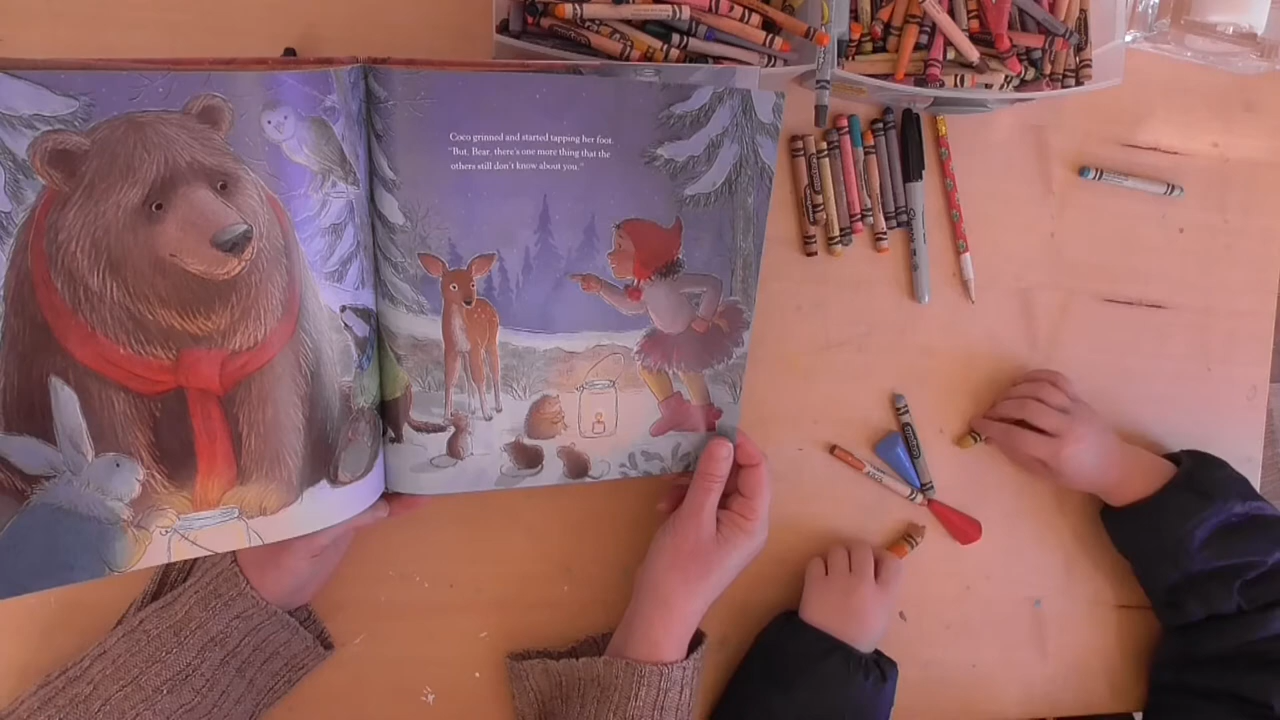 Coco grinned and started tapping her foot.
"But, Bear, there's one more thing that the
others still don't know about you."